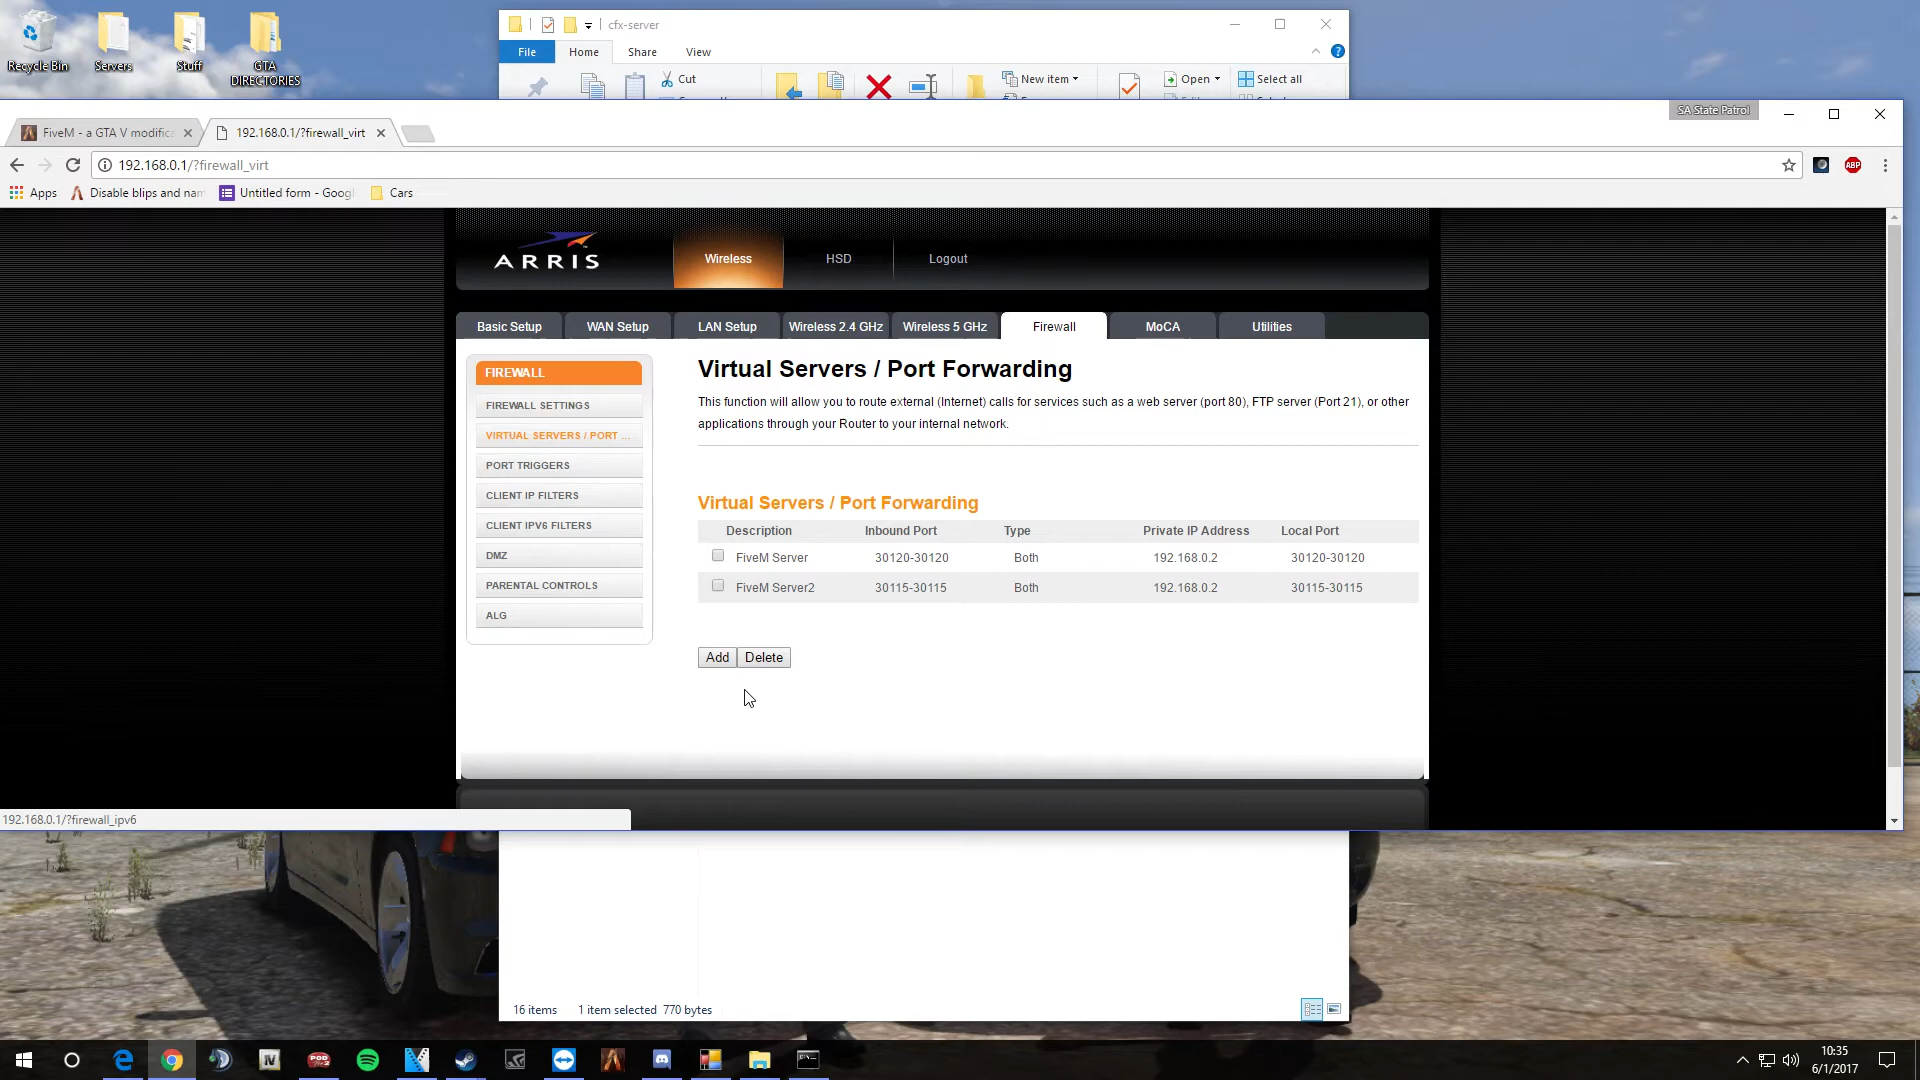 Recycle Bin
Servers
Stuff
GTA
DIRECTORIES
cfx-server
File
Home
Share
View
Cut
New item
Open
Select all
SA State Patrol
FiveM - a GTA V modifica
192.168.0.1/?firewall_virt
192.168.0.1/?firewall_virt
ABP
Apps
Disable blips and nam
Untitled form - Googl
Cars
ARRIS
Wireless
HSD
Logout
Basic Setup
WAN Setup
LAN Setup
Wireless 2.4 GHz
Wireless 5 GHz
Firewall
MoCA
Utilities
FIREWALL
FIREWALL SETTINGS
VIRTUAL SERVERS / PORT ...
PORT TRIGGERS
CLIENT IP FILTERS
CLIENT IPV6 FILTERS
DMZ
PARENTAL CONTROLS
ALG
Virtual Servers / Port Forwarding
This function will allow you to route external (Internet) calls for services such as a web server (port 80), FTP server (Port 21), or other
applications through your Router to your internal network.
Virtual Servers / Port Forwarding
Description Inbound Port Type Private IP Address Local Port
FiveM Server 30120-30120 Both 192.168.0.2 30120-30120
FiveM Server2 30115-30115 Both 192.168.0.2 30115-30115
Add
Delete
192.168.0.1/?firewall_ipv6
16 items
1 item selected 770 bytes
10:35
6/1/2017